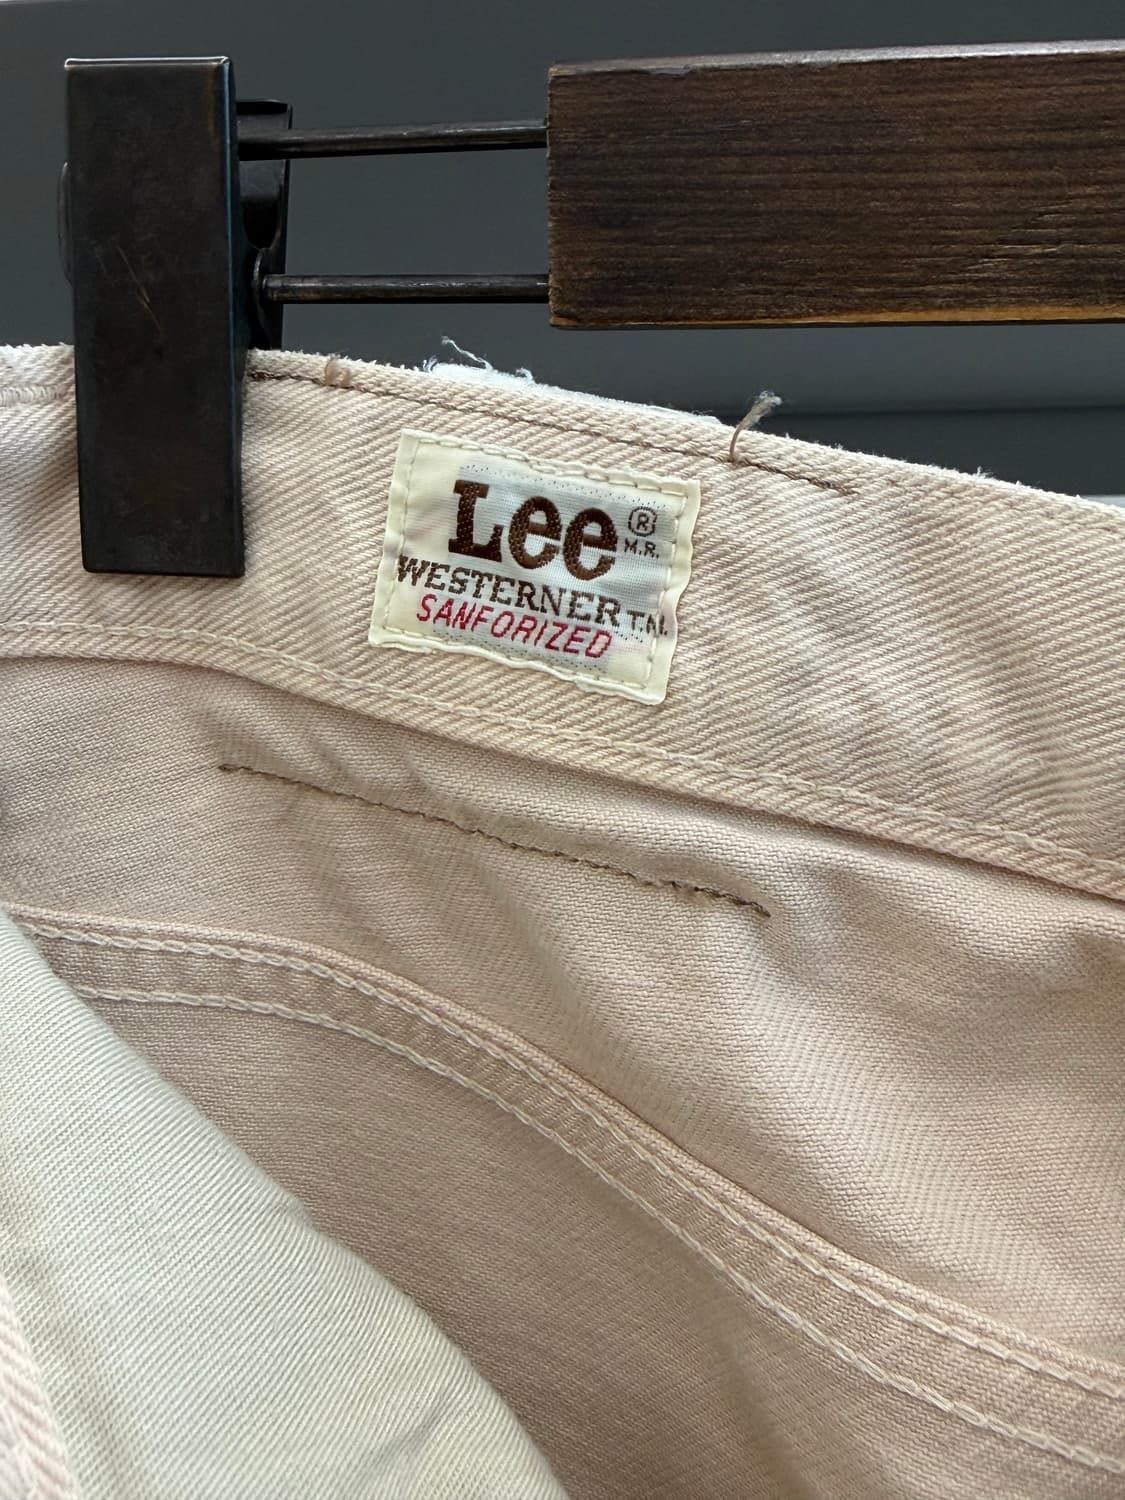 Lee ®
M.R.
WESTERNER T.M.
SANFORIZED